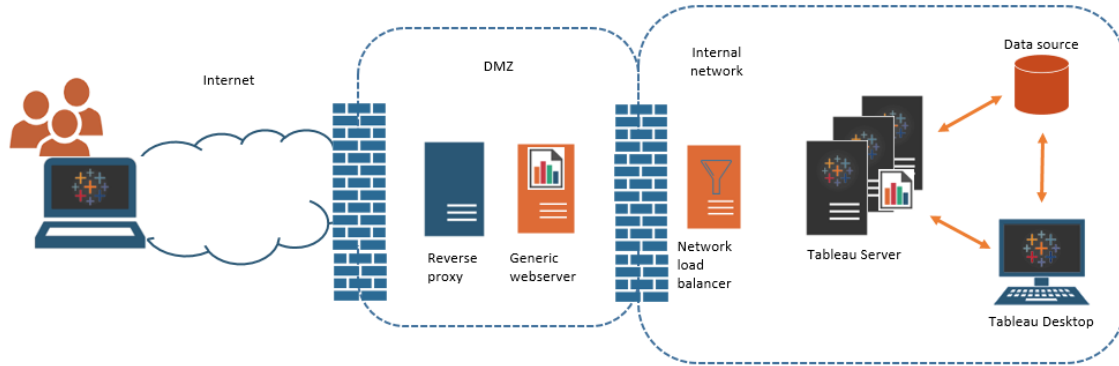 Internet
DMZ
Internal
network
Data source
Reverse
proxy
Generic
webserver
Network
load
balancer
Tableau Server
Tableau Desktop